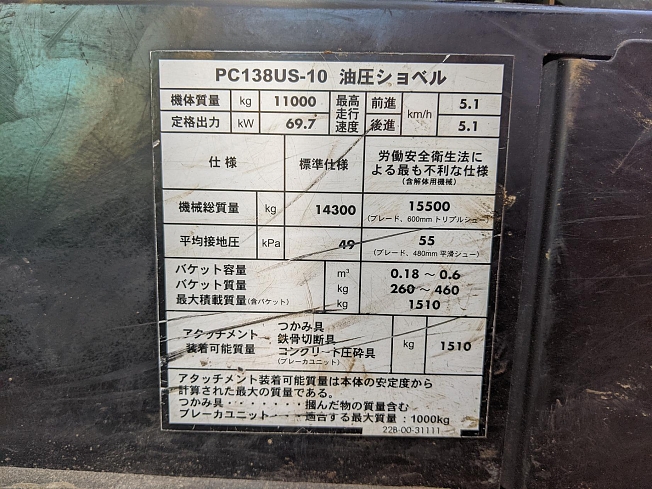 PC138US-10 油圧ショベル
機体質量 kg 11000 最高走行速度 前進 km/h 5.1
定格出力 kW 69.7 後進 5.1
仕様 標準仕様 労働安全衛生法に
よる最も不利な仕様
(含解体用機械)
機械総質量 kg 14300 15500
(ブレード、600mmトリプルシュー)
平均接地圧 kPa 49 55
(ブレード、480mm平滑シュー)
バケット容量 m³ 0.18 〜 0.6
バケット質量 kg 260 〜 460
最大積載質量(含バケット) kg 1510
アタッチメント
装着可能質量
つかみ具
鉄骨切断具
コンクリート圧砕具
(ブレーカユニット)
kg 1510
アタッチメント装着可能質量は本体の安定度から
計算された最大の質量である。
つかみ具・・・・・・・掴んだ物の質量含む
ブレーカユニット・・・適合する最大質量:1000kg
22B-00-31111